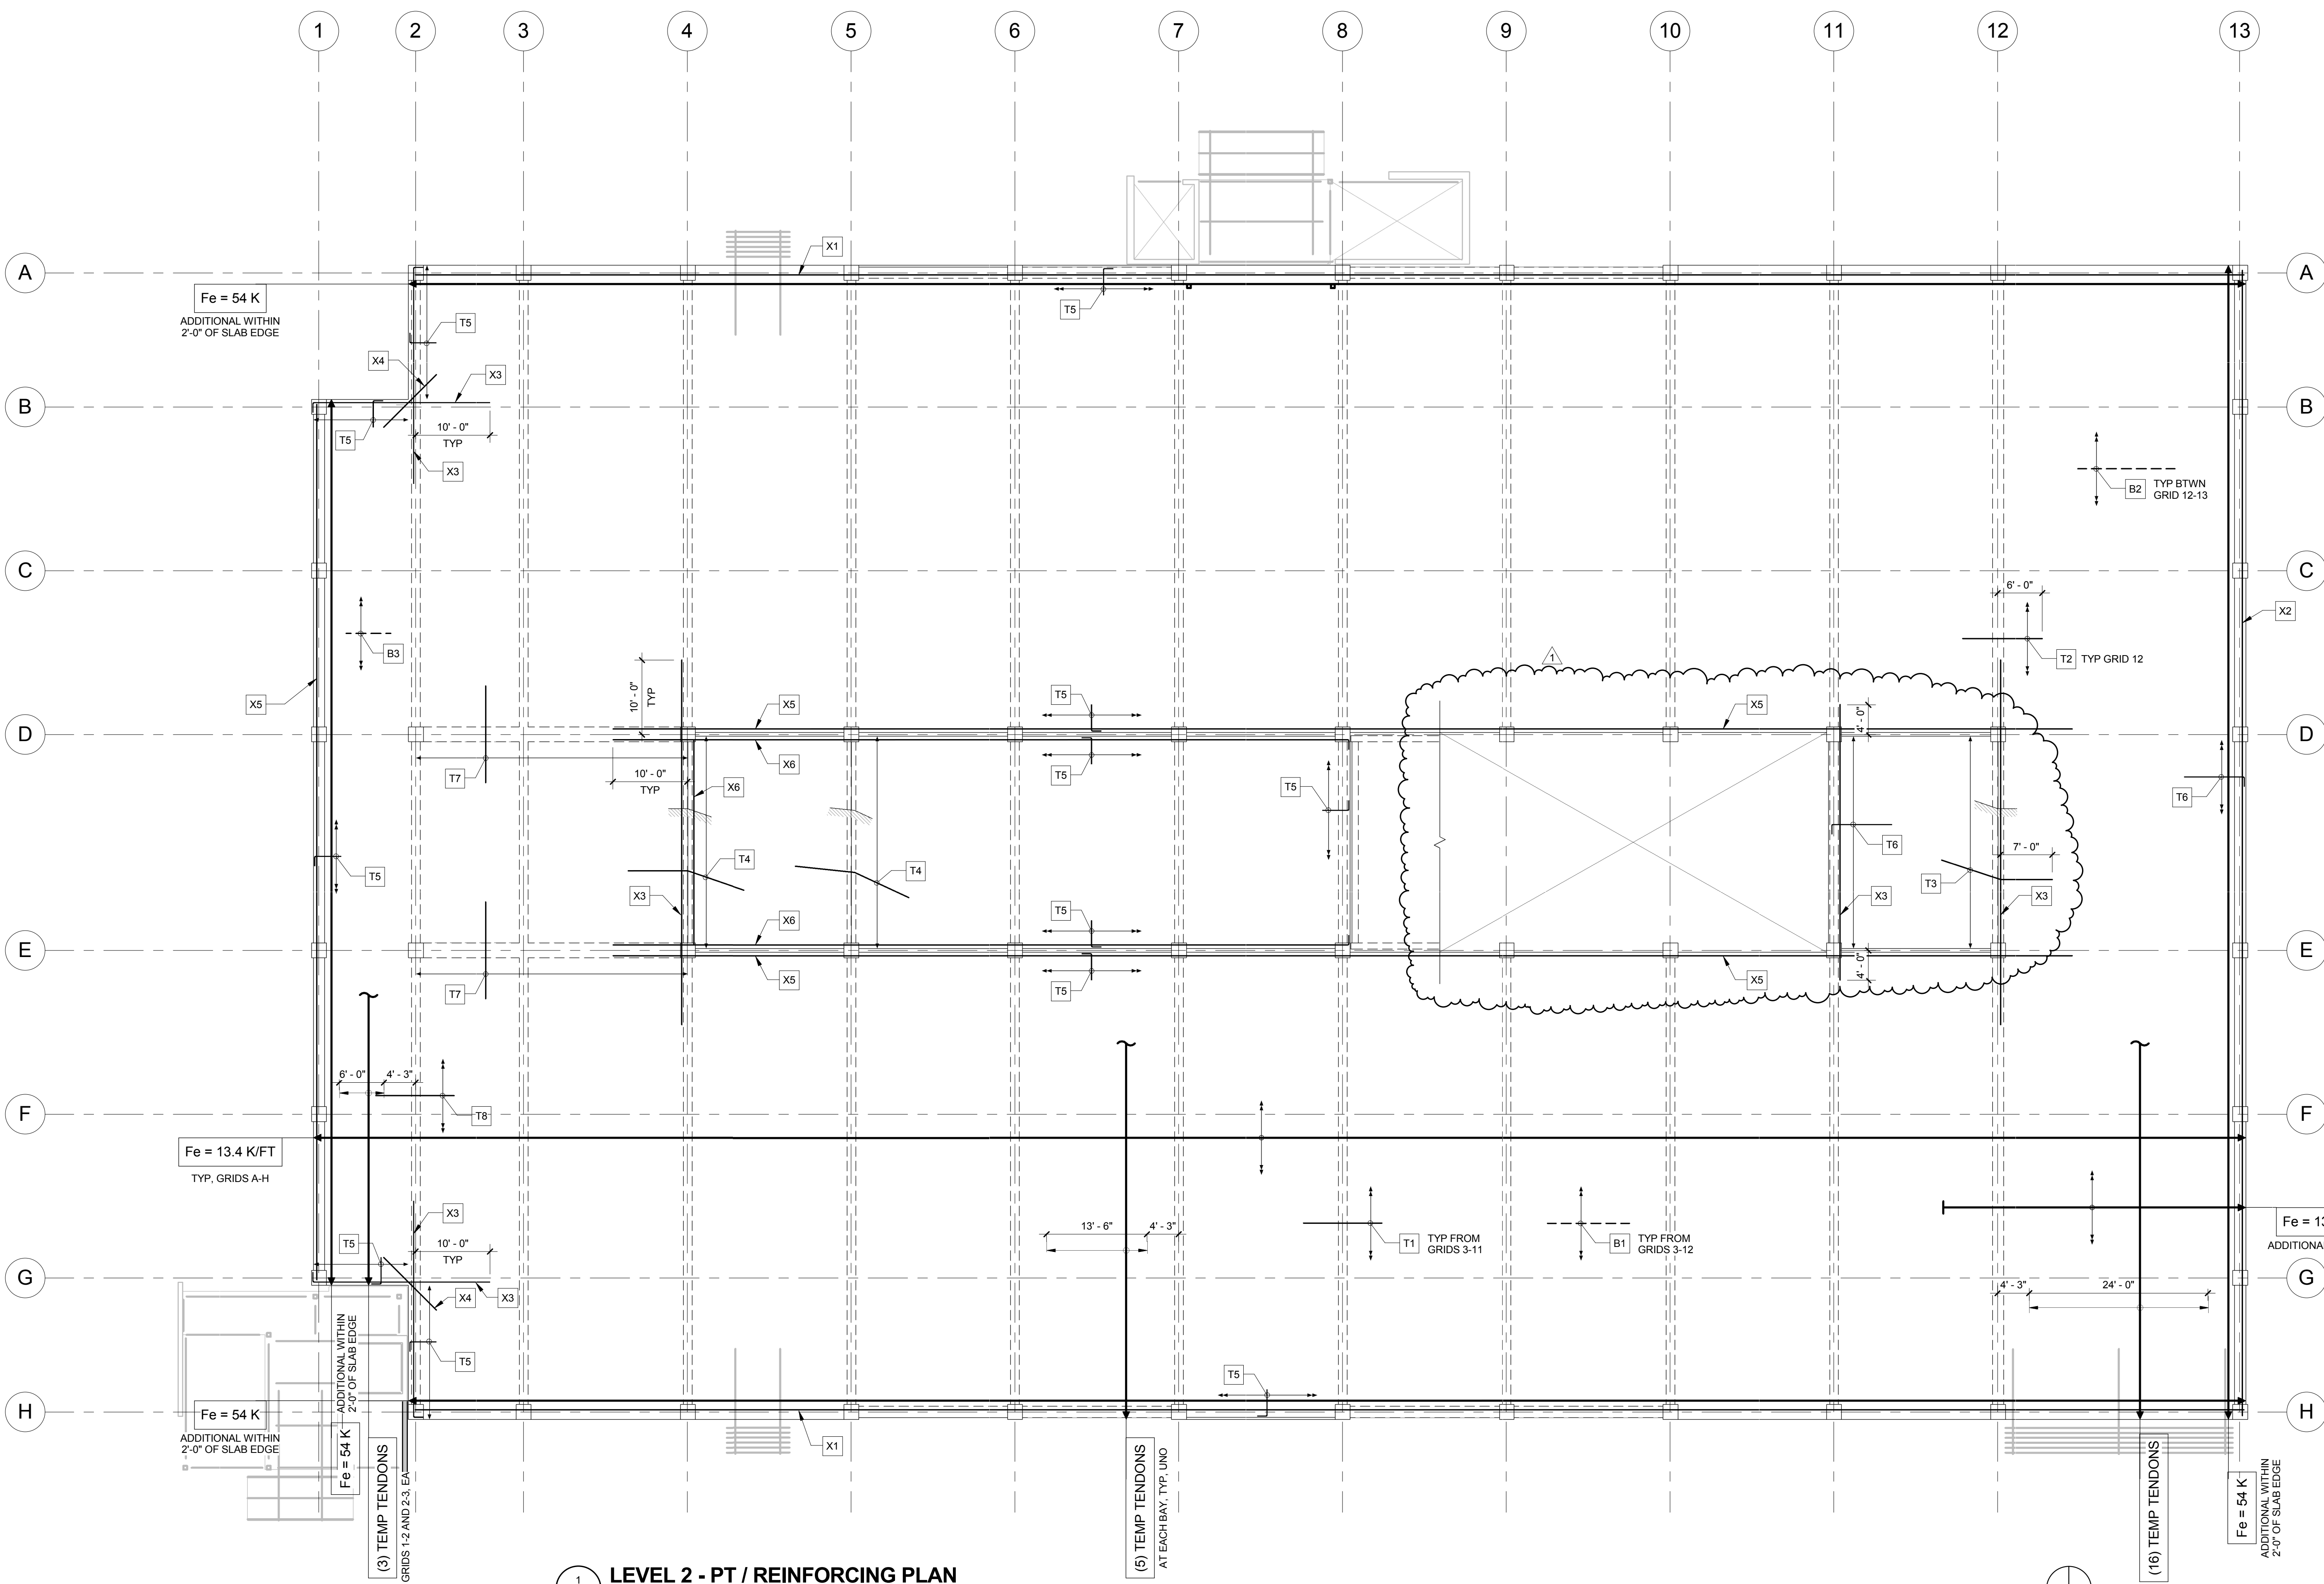 1
2
3
4
5
6
7
8
9
10
11
12
13
A
A
X1
Fe = 54 K
ADDITIONAL WITHIN
2'-0" OF SLAB EDGE
T5
T5
X4
X3
B
B
T5
10' - 0"
TYP
X3
B2
TYP BTWN
GRID 12-13
C
C
6' - 0"
X2
B3
T2
TYP GRID 12
1
X5
10' - 0"
TYP
X5
T5
X5
4' - 0"
D
D
X6
T5
T7
10' - 0"
TYP
X6
T5
T6
T4
T4
T6
7' - 0"
T5
X3
T3
X3
X3
X6
T5
E
E
T7
X5
T5
X5
4' - 0"
6' - 0"
4' - 3"
T8
F
F
Fe = 13.4 K/FT
TYP, GRIDS A-H
X3
T5
10' - 0"
TYP
13' - 6"
4' - 3"
T1
TYP FROM
GRIDS 3-11
B1
TYP FROM
GRIDS 3-12
Fe = 13
ADDITIONAL
G
G
X4
X3
4' - 3"
24' - 0"
T5
T5
H
H
Fe = 54 K
ADDITIONAL WITHIN
2'-0" OF SLAB EDGE
X1
Fe = 54 K
ADDITIONAL WITHIN
2'-0" OF SLAB EDGE
(3) TEMP TENDONS
GRIDS 1-2 AND 2-3, EA
(5) TEMP TENDONS
AT EACH BAY, TYP, UNO
(16) TEMP TENDONS
Fe = 54 K
ADDITIONAL WITHIN
2'-0" OF SLAB EDGE
1
LEVEL 2 - PT / REINFORCING PLAN